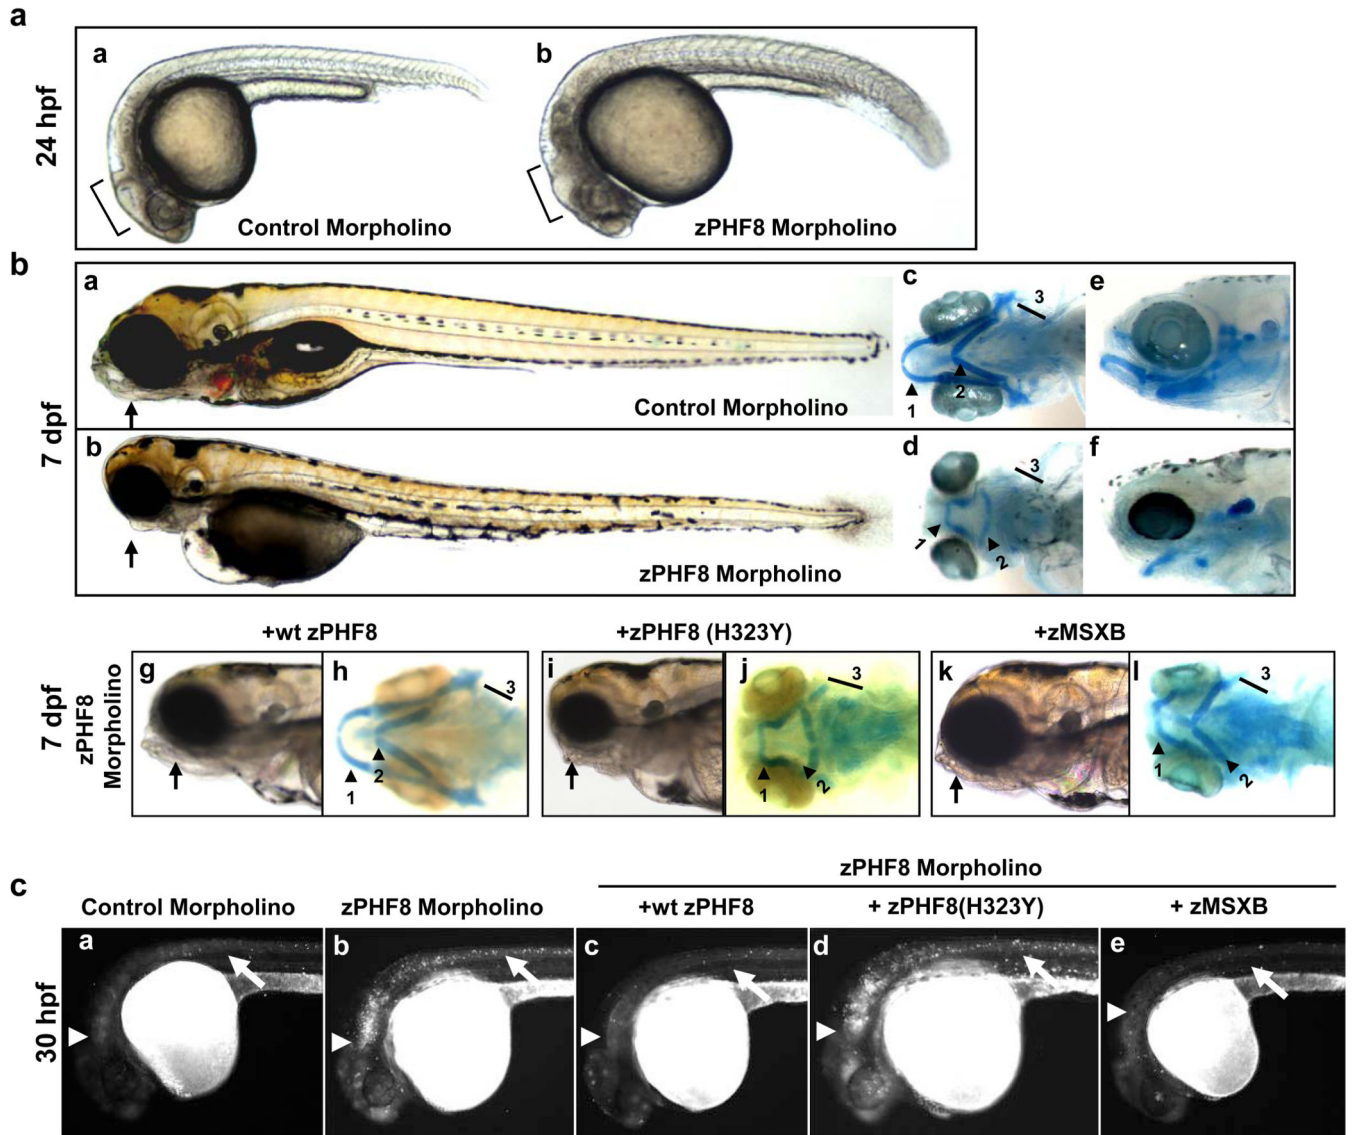 a
24 hpf
a
b
Control Morpholino
zPHF8 Morpholino
b
7 dpf
a
Control Morpholino
c
3
1
2
e
b
zPHF8 Morpholino
d
3
1
2
f
+wt zPHF8
+zPHF8 (H323Y)
+zMSXB
7 dpf
zPHF8
Morpholino
g
h
3
2
1
i
j
3
1
2
k
l
3
1
2
c
zPHF8 Morpholino
Control Morpholino
zPHF8 Morpholino
+wt zPHF8
+ zPHF8(H323Y)
+ zMSXB
30 hpf
a
b
c
d
e